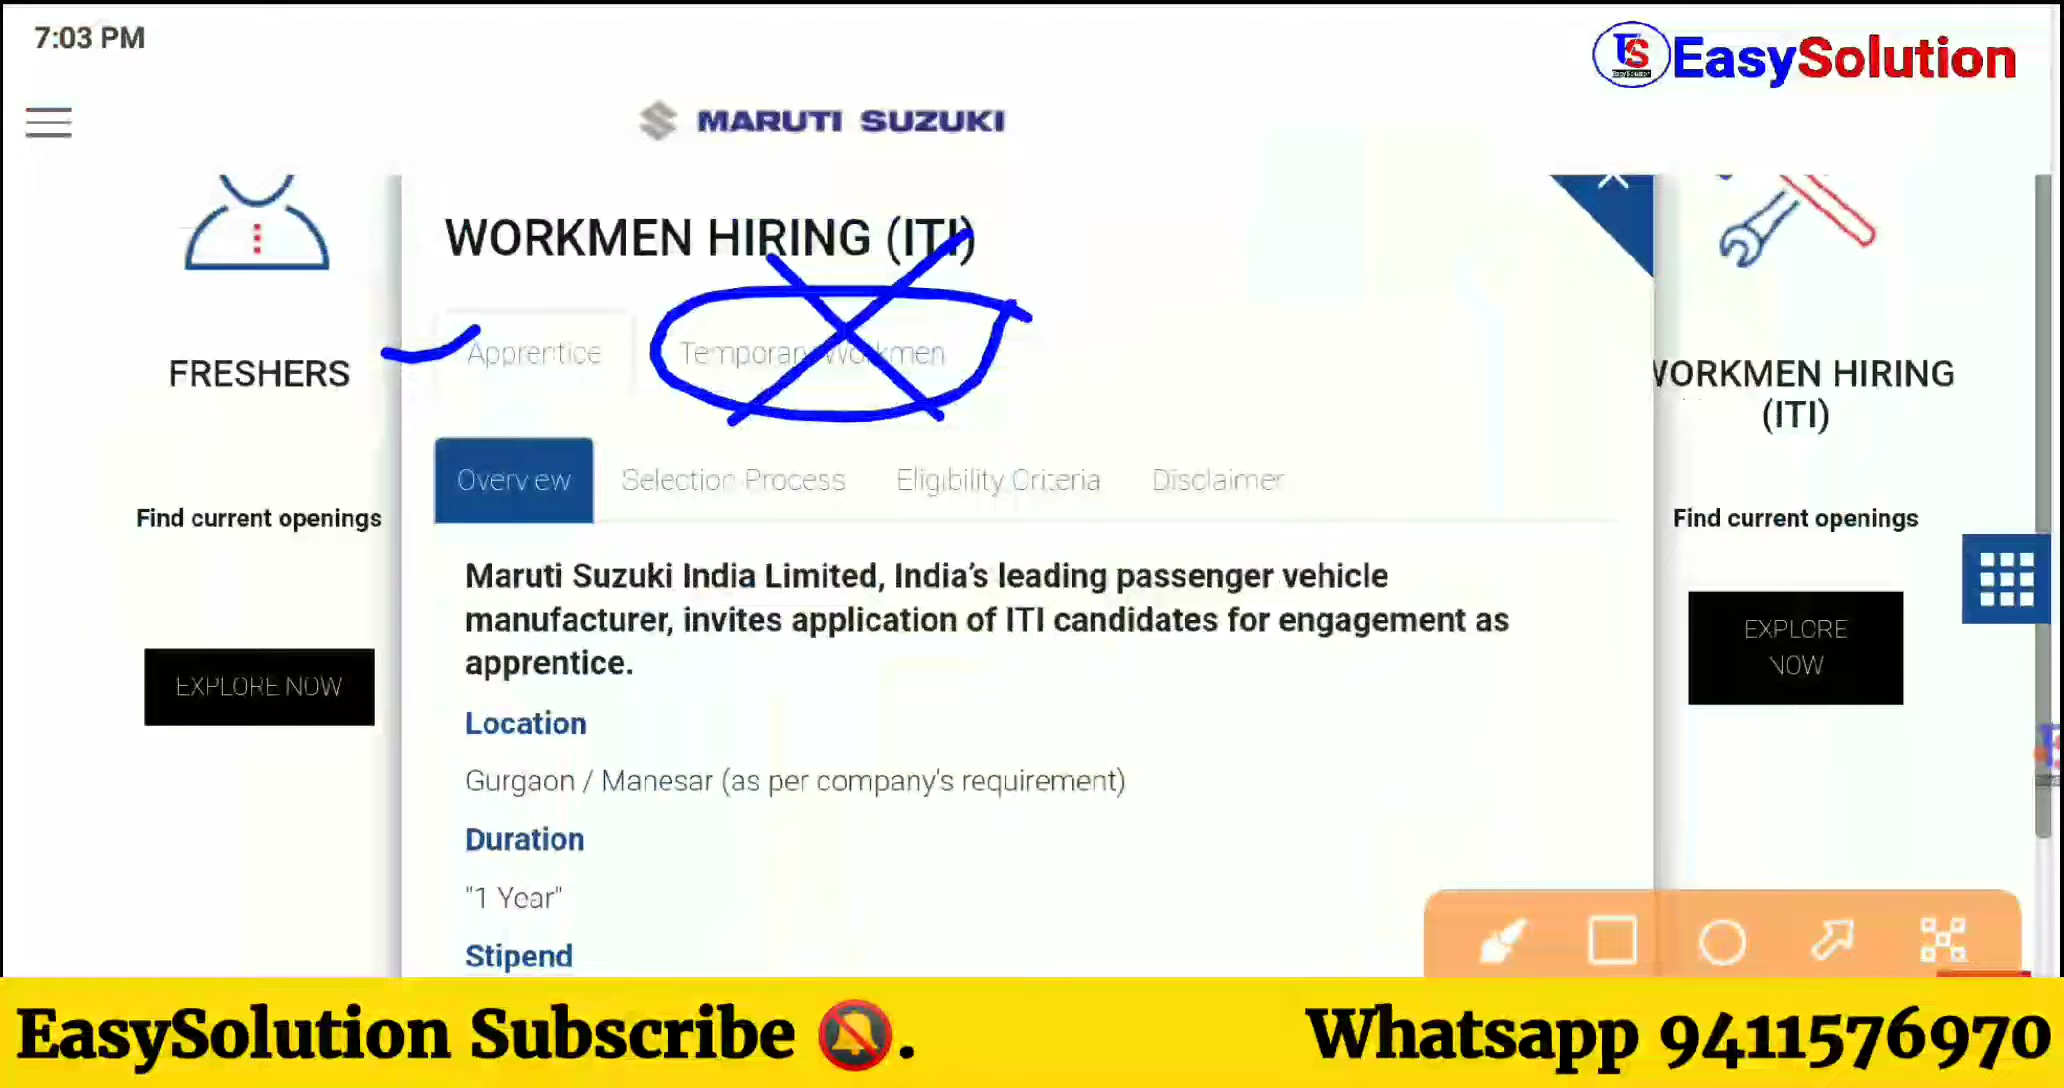 7:03 PM
TS EasySolution
MARUTI SUZUKI
WORKMEN HIRING (ITI)
Apprentice
Temporary Workmen
FRESHERS
Find current openings
EXPLORE NOW
Overview
Selection Process
Eligibility Criteria
Disclaimer
Maruti Suzuki India Limited, India's leading passenger vehicle
manufacturer, invites application of ITI candidates for engagement as
apprentice.
Location
Gurgaon / Manesar (as per company's requirement)
Duration
"1 Year"
Stipend
WORKMEN HIRING
(ITI)
Find current openings
EXPLORE
NOW
EasySolution Subscribe 🔕.
Whatsapp 9411576970